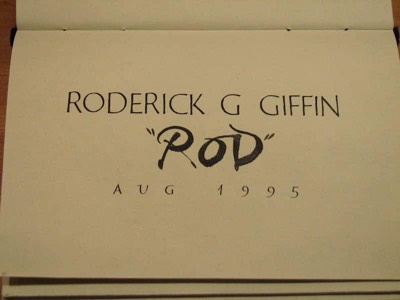 RODERICK G GIFFIN
"ROD"
AUG 1995